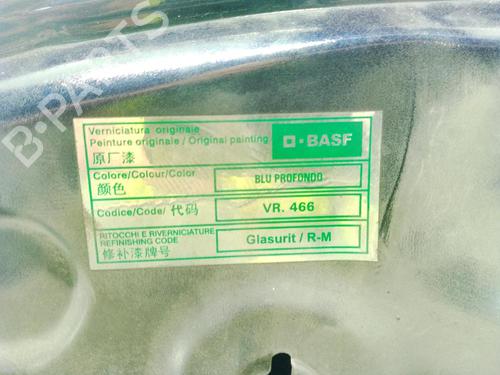 B-PARTS
Verniciatura originale
Peinture originale / Original painting
原厂漆
BASF
Colore/Colour/Color
颜色
BLU PROFONDO
Codice/Code/ 代码
VR. 466
RITOCCHI E RIVERNICIATURE
REFINISHING CODE
修补漆牌号
Glasurit / R-M